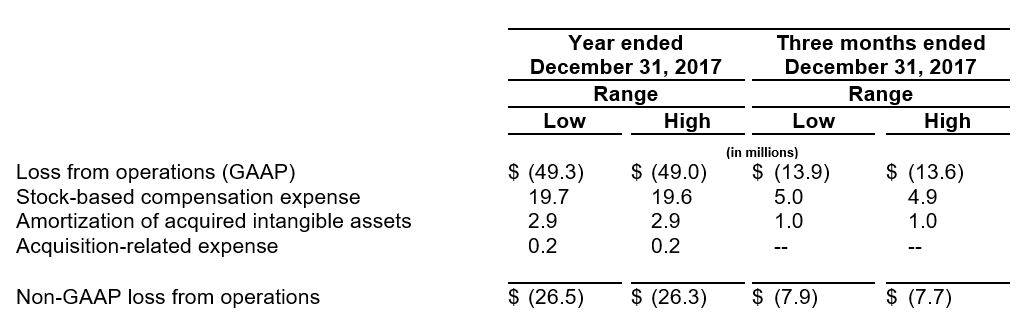 Year ended Three months ended
December 31, 2017 December 31, 2017
Range Range
Low High Low High
(in millions)
Loss from operations (GAAP) $ (49.3) $ (49.0) $ (13.9) $ (13.6)
Stock-based compensation expense 19.7 19.6 5.0 4.9
Amortization of acquired intangible assets 2.9 2.9 1.0 1.0
Acquisition-related expense 0.2 0.2 -- --
Non-GAAP loss from operations $ (26.5) $ (26.3) $ (7.9) $ (7.7)